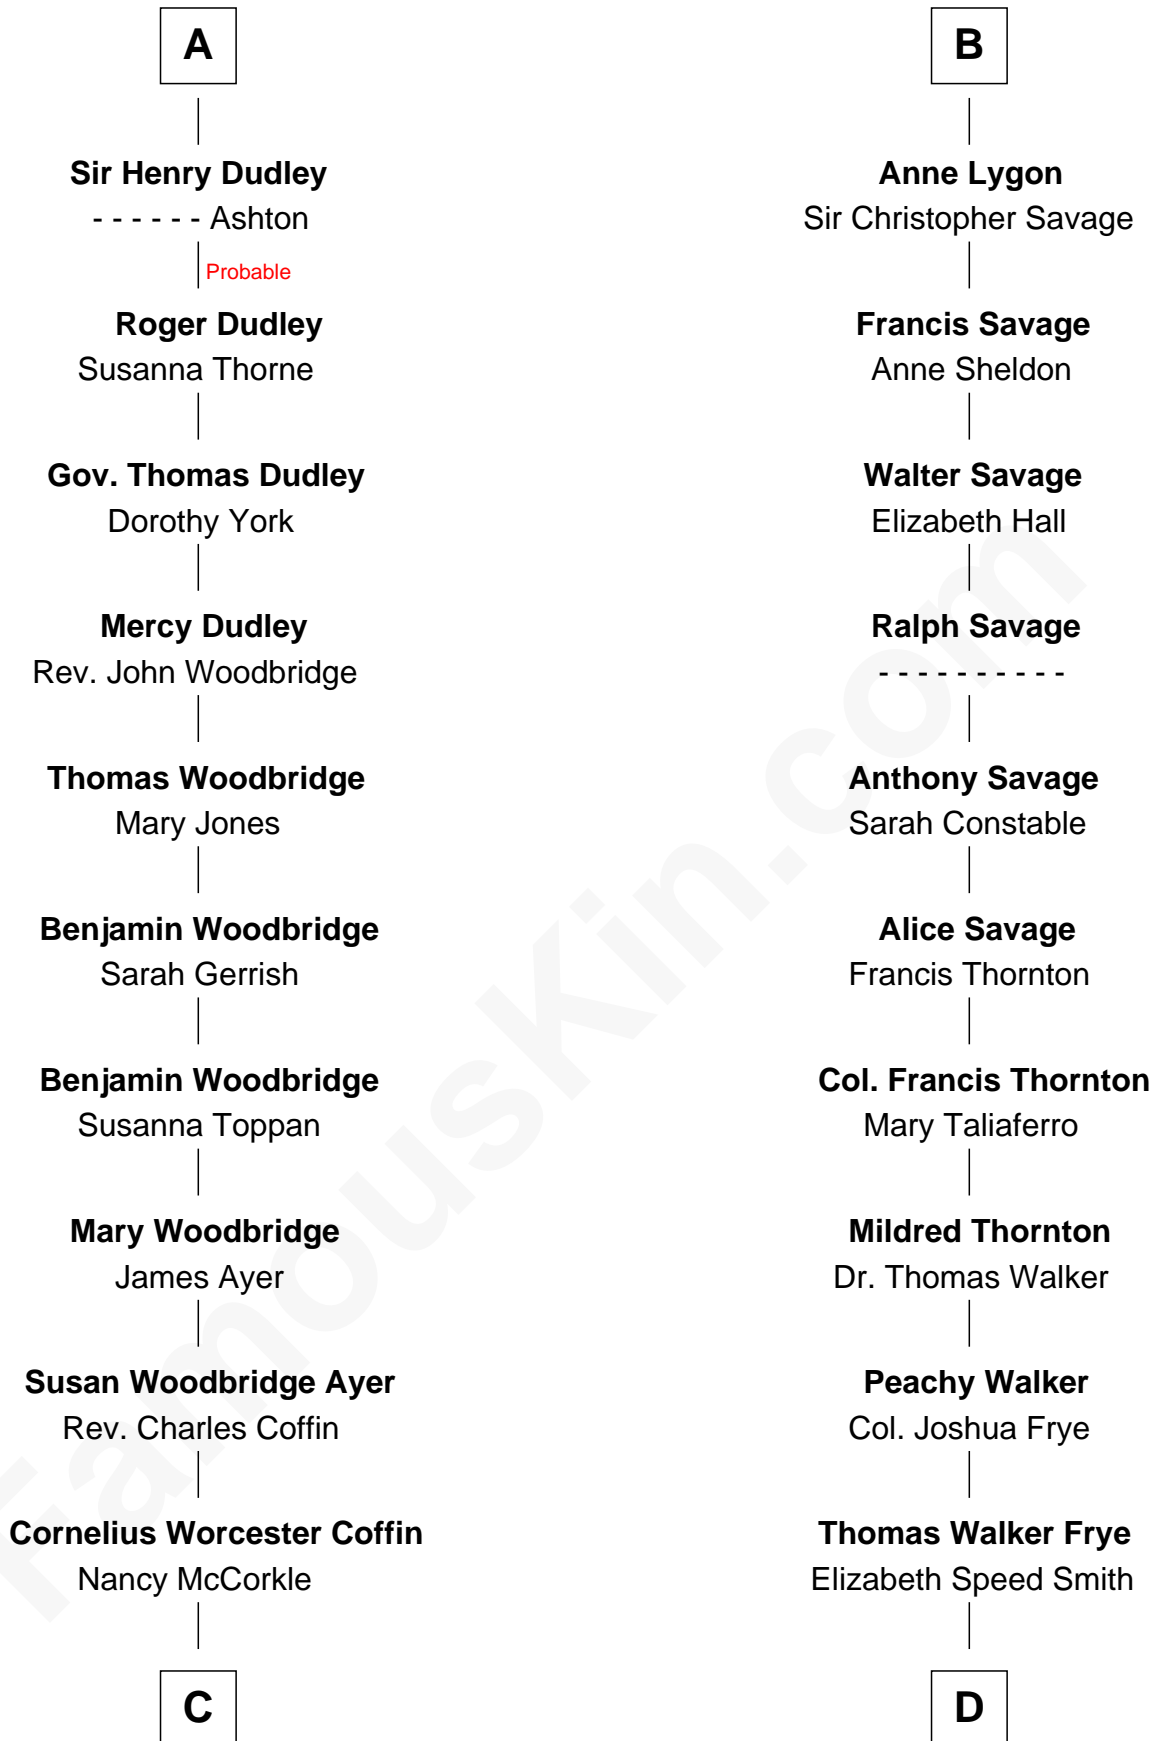 A
Sir Henry Dudley
- - - - - - Ashton
Probable
Roger Dudley
Susanna Thorne
Gov. Thomas Dudley
Dorothy York
Mercy Dudley
Rev. John Woodbridge
Thomas Woodbridge
Mary Jones
Benjamin Woodbridge
Sarah Gerrish
Benjamin Woodbridge
Susanna Toppan
Mary Woodbridge
James Ayer
Susan Woodbridge Ayer
Rev. Charles Coffin
Cornelius Worcester Coffin
Nancy McCorkle
C
B
Anne Lygon
Sir Christopher Savage
Francis Savage
Anne Sheldon
Walter Savage
Elizabeth Hall
Ralph Savage
- - - - - - - - - -
Anthony Savage
Sarah Constable
Alice Savage
Francis Thornton
Col. Francis Thornton
Mary Taliaferro
Mildred Thornton
Dr. Thomas Walker
Peachy Walker
Col. Joshua Frye
Thomas Walker Frye
Elizabeth Speed Smith
D
FamousKin.com